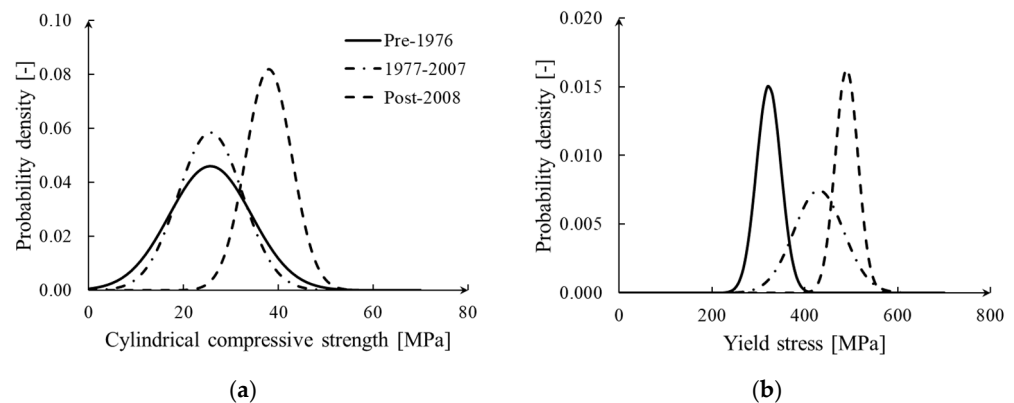 0.10
0.08
0.06
0.04
0.02
0.00
Probability density [-]
0 20 40 60 80
Cylindrical compressive strength [MPa]
Pre-1976
1977-2007
Post-2008
(a)
0.020
0.015
0.010
0.005
0.000
Probability density [-]
0 200 400 600 800
Yield stress [MPa]
(b)